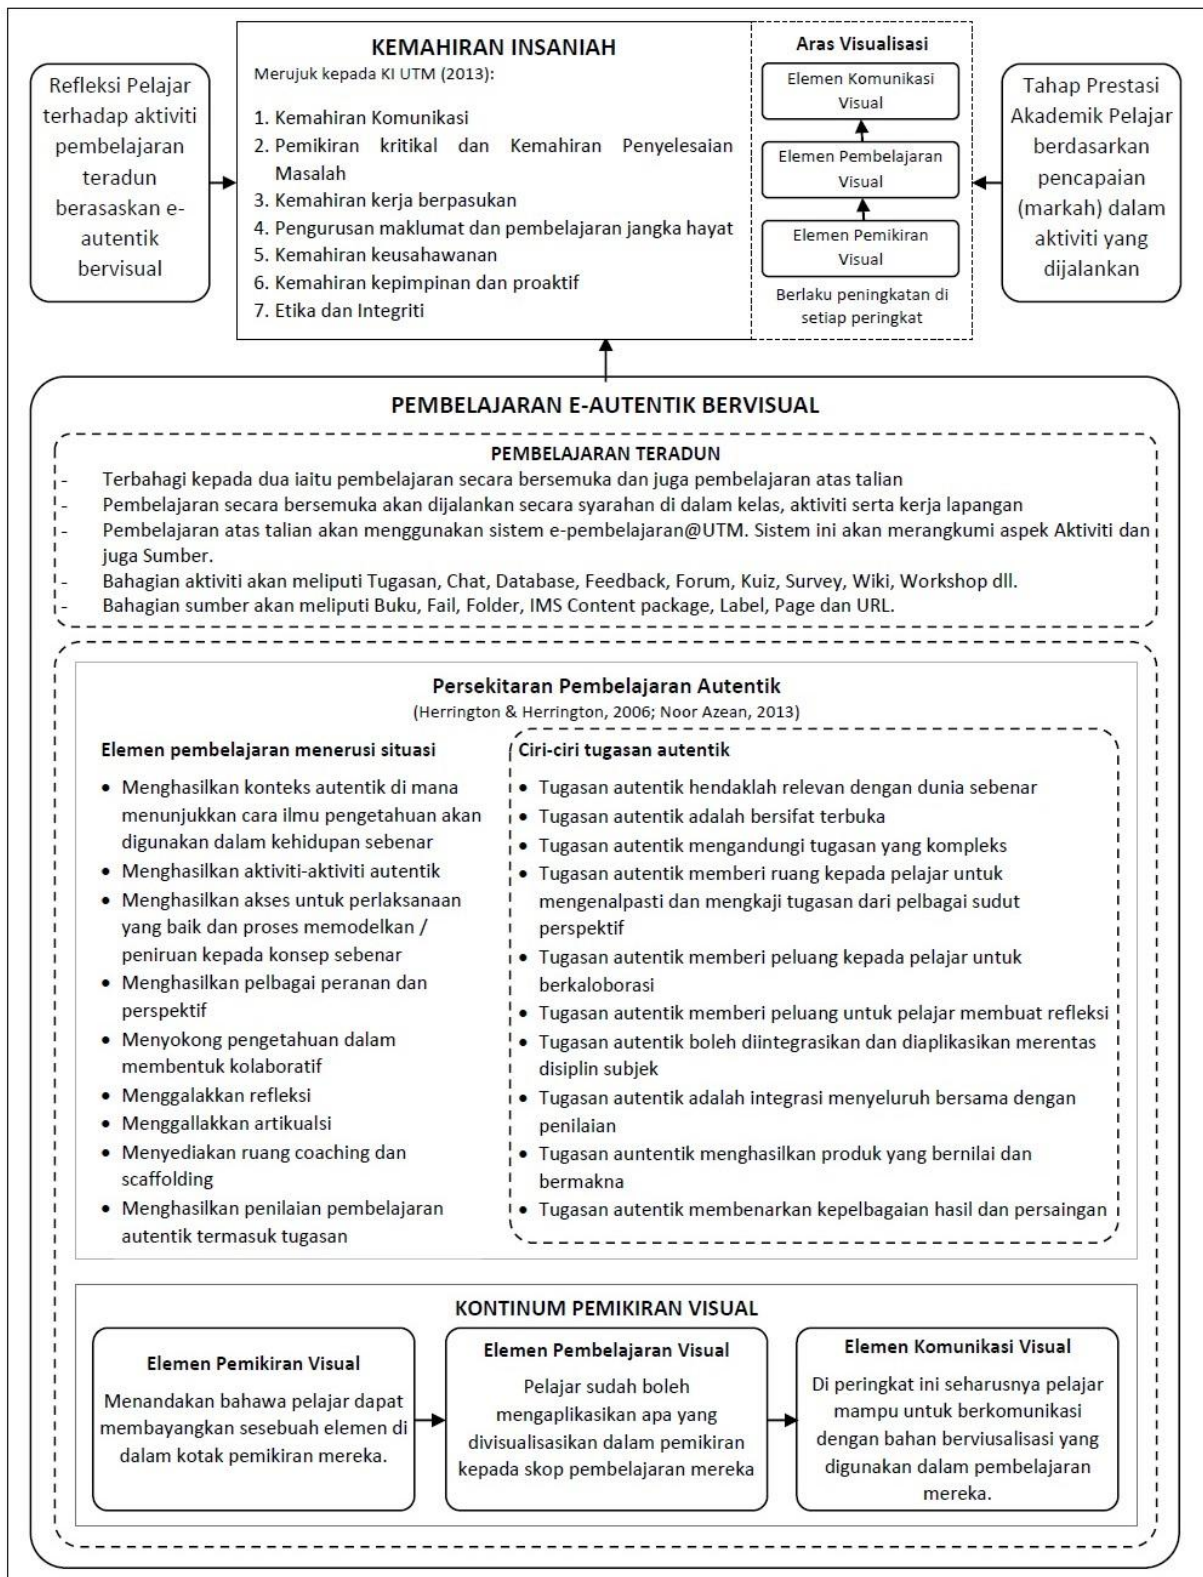 Refleksi Pelajar
terhadap aktiviti
pembelajaran
teradun
berasaskan e-
autentik
bervisual
KEMAHIRAN INSANIAH
Merujuk kepada KI UTM (2013):
1. Kemahiran Komunikasi
2. Pemikiran kritikal dan Kemahiran Penyelesaian
Masalah
3. Kemahiran kerja berpasukan
4. Pengurusan maklumat dan pembelajaran jangka hayat
5. Kemahiran keusahawanan
6. Kemahiran kepimpinan dan proaktif
7. Etika dan Integriti
Aras Visualisasi
Elemen Komunikasi
Visual
Elemen Pembelajaran
Visual
Elemen Pemikiran
Visual
Berlaku peningkatan di
setiap peringkat
Tahap Prestasi
Akademik Pelajar
berdasarkan
pencapaian
(markah) dalam
aktiviti yang
dijalankan
PEMBELAJARAN E-AUTENTIK BERVISUAL
PEMBELAJARAN TERADUN
- Terbahagi kepada dua iaitu pembelajaran secara bersemuka dan juga pembelajaran atas talian
- Pembelajaran secara bersemuka akan dijalankan secara syarahan di dalam kelas, aktiviti serta kerja lapangan
- Pembelajaran atas talian akan menggunakan sistem e-pembelajaran@UTM. Sistem ini akan merangkumi aspek Aktiviti dan
juga Sumber.
- Bahagian aktiviti akan meliputi Tugasan, Chat, Database, Feedback, Forum, Kuiz, Survey, Wiki, Workshop dll.
- Bahagian sumber akan meliputi Buku, Fail, Folder, IMS Content package, Label, Page dan URL.
Persekitaran Pembelajaran Autentik
(Herrington & Herrington, 2006; Noor Azean, 2013)
Elemen pembelajaran menerusi situasi
• Menghasilkan konteks autentik di mana
menunjukkan cara ilmu pengetahuan akan
digunakan dalam kehidupan sebenar
• Menghasilkan aktiviti-aktiviti autentik
• Menghasilkan akses untuk perlaksanaan
yang baik dan proses memodelkan /
peniruan kepada konsep sebenar
• Menghasilkan pelbagai peranan dan
perspektif
• Menyokong pengetahuan dalam
membentuk kolaboratif
• Menggalakkan refleksi
• Menggallakkan artikualsi
• Menyediakan ruang coaching dan
scaffolding
• Menghasilkan penilaian pembelajaran
autentik termasuk tugasan
Ciri-ciri tugasan autentik
• Tugasan autentik hendaklah relevan dengan dunia sebenar
• Tugasan autentik adalah bersifat terbuka
• Tugasan autentik mengandungi tugasan yang kompleks
• Tugasan autentik memberi ruang kepada pelajar untuk
mengenalpasti dan mengkaji tugasan dari pelbagai sudut
perspektif
• Tugasan autentik memberi peluang kepada pelajar untuk
berkaloborasi
• Tugasan autentik memberi peluang untuk pelajar membuat refleksi
• Tugasan autentik boleh diintegrasikan dan diaplikasikan merentas
disiplin subjek
• Tugasan autentik adalah integrasi menyeluruh bersama dengan
penilaian
• Tugasan auntentik menghasilkan produk yang bernilai dan
bermakna
• Tugasan autentik membenarkan kepelbagaian hasil dan persaingan
KONTINUM PEMIKIRAN VISUAL
Elemen Pemikiran Visual
Menandakan bahawa pelajar dapat
membayangkan sesebuah elemen di
dalam kotak pemikiran mereka.
Elemen Pembelajaran Visual
Pelajar sudah boleh
mengaplikasikan apa yang
divisualisasikan dalam pemikiran
kepada skop pembelajaran mereka
Elemen Komunikasi Visual
Di peringkat ini seharusnya pelajar
mampu untuk berkomunikasi
dengan bahan berviusalisasi yang
digunakan dalam pembelajaran
mereka.